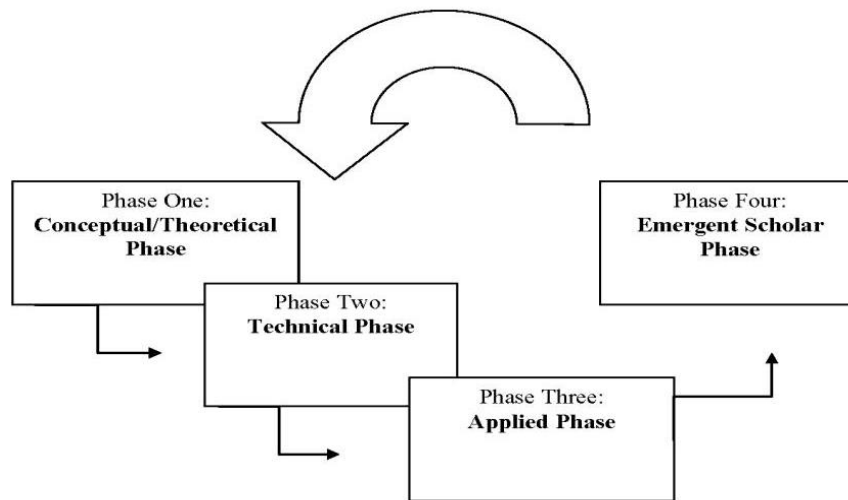 Phase One:
Conceptual/Theoretical
Phase
Phase Two:
Technical Phase
Phase Three:
Applied Phase
Phase Four:
Emergent Scholar
Phase